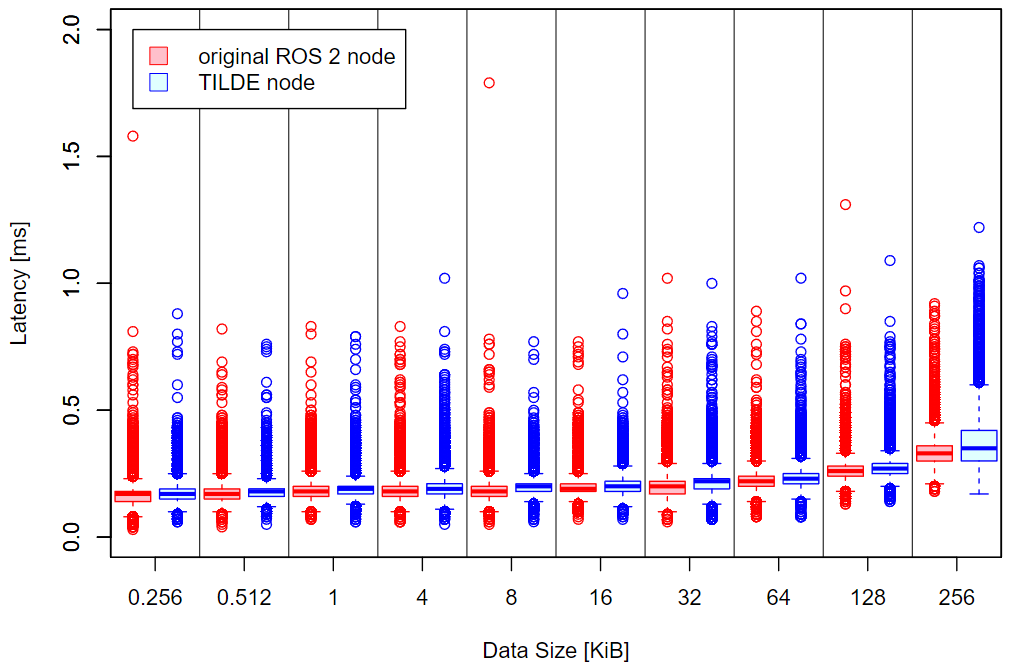 original ROS 2 node
TILDE node
2.0
1.5
1.0
0.5
0.0
Latency [ms]
0.256 0.512 1 4 8 16 32 64 128 256
Data Size [KiB]